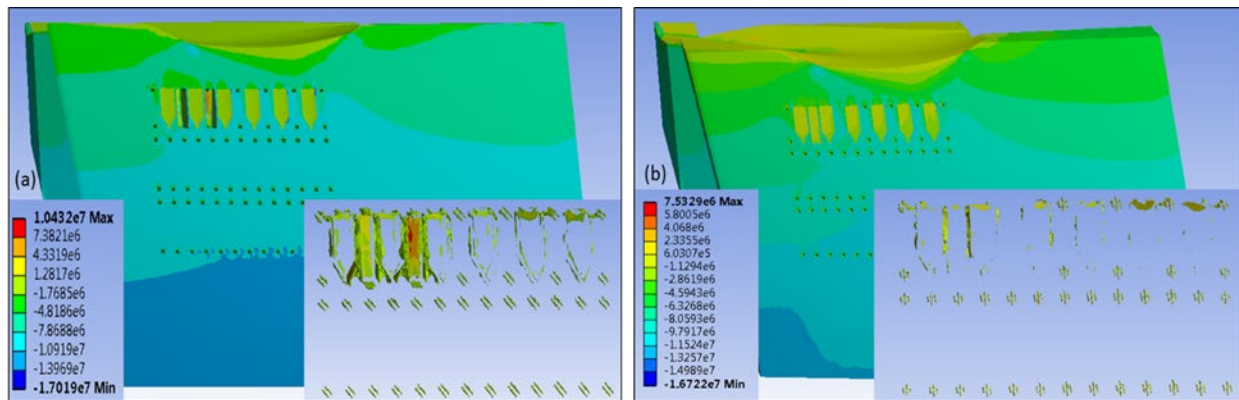 (a)
1.0432e7 Max
7.3821e6
4.3319e6
1.2817e6
-1.7685e6
-4.8186e6
-7.8688e6
-1.0919e7
-1.3969e7
-1.7019e7 Min
(b)
7.5329e6 Max
5.8005e6
4.068e6
2.3355e6
6.0307e5
-1.1294e6
-2.8619e6
-4.5943e6
-6.3268e6
-8.0593e6
-9.7917e6
-1.1524e7
-1.3257e7
-1.4989e7
-1.6722e7 Min